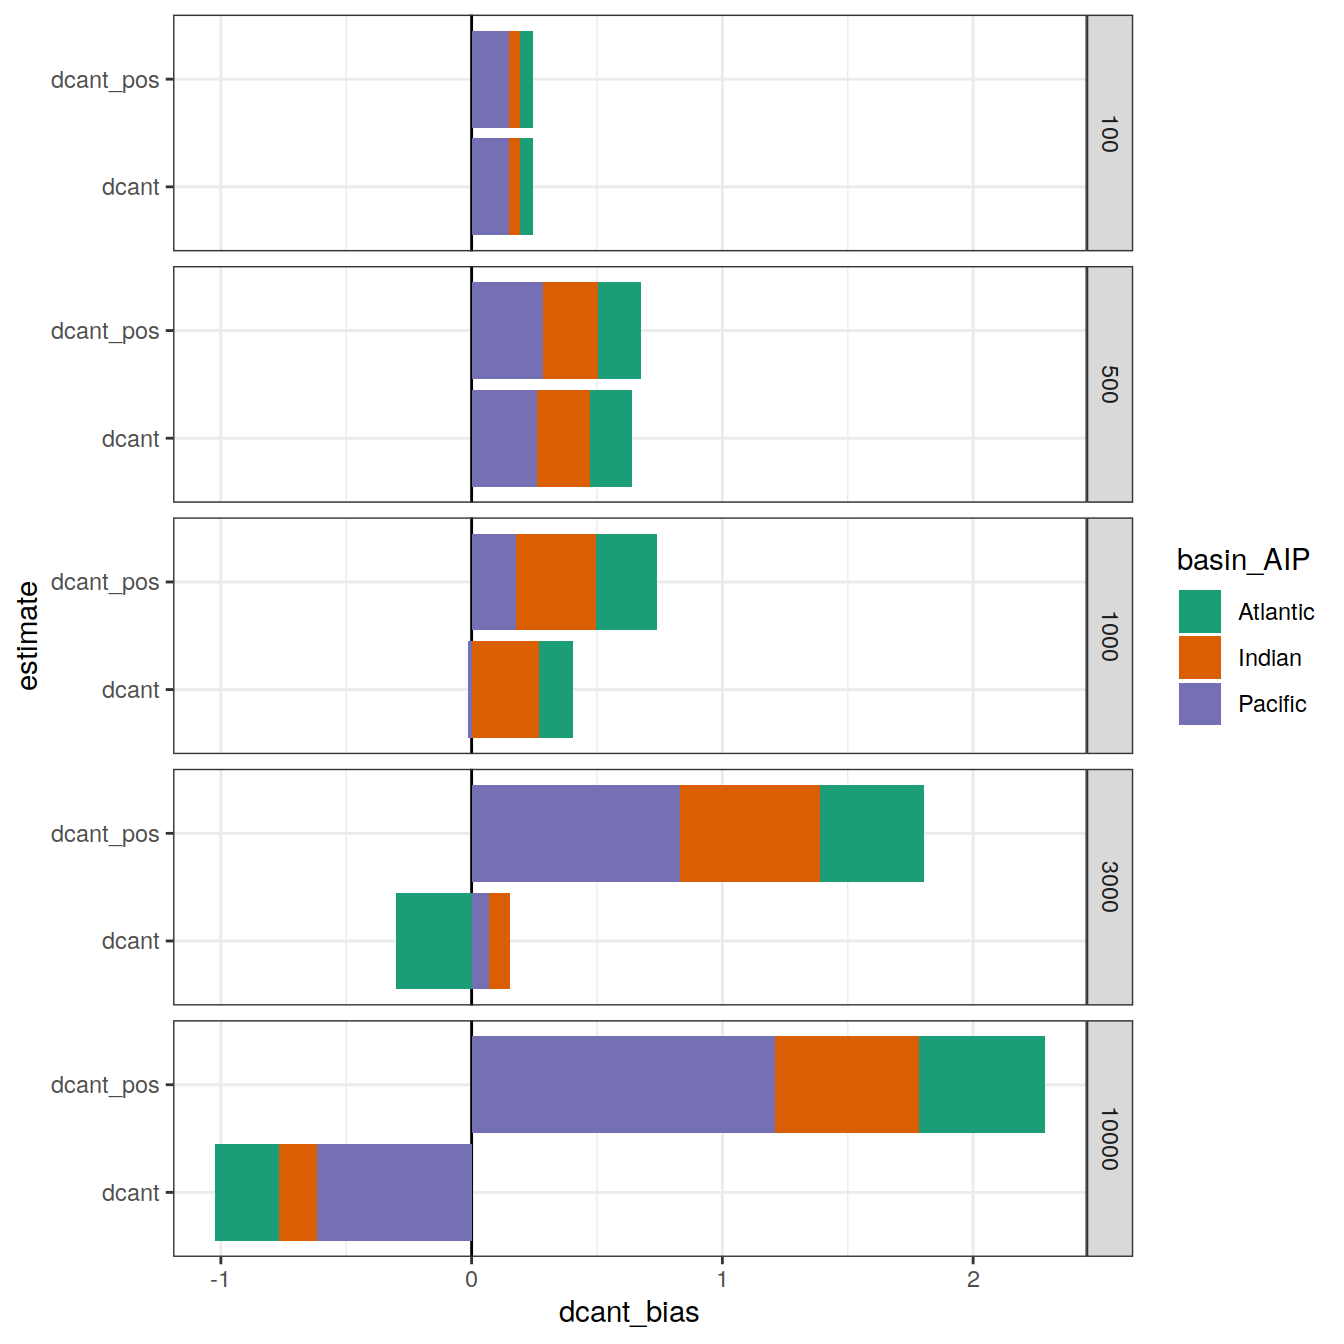 dcant_pos
dcant
100
dcant_pos
dcant
500
dcant_pos
dcant
1000
dcant_pos
dcant
3000
dcant_pos
dcant
10000
estimate
-1 0 1 2
dcant_bias
basin_AIP
Atlantic
Indian
Pacific